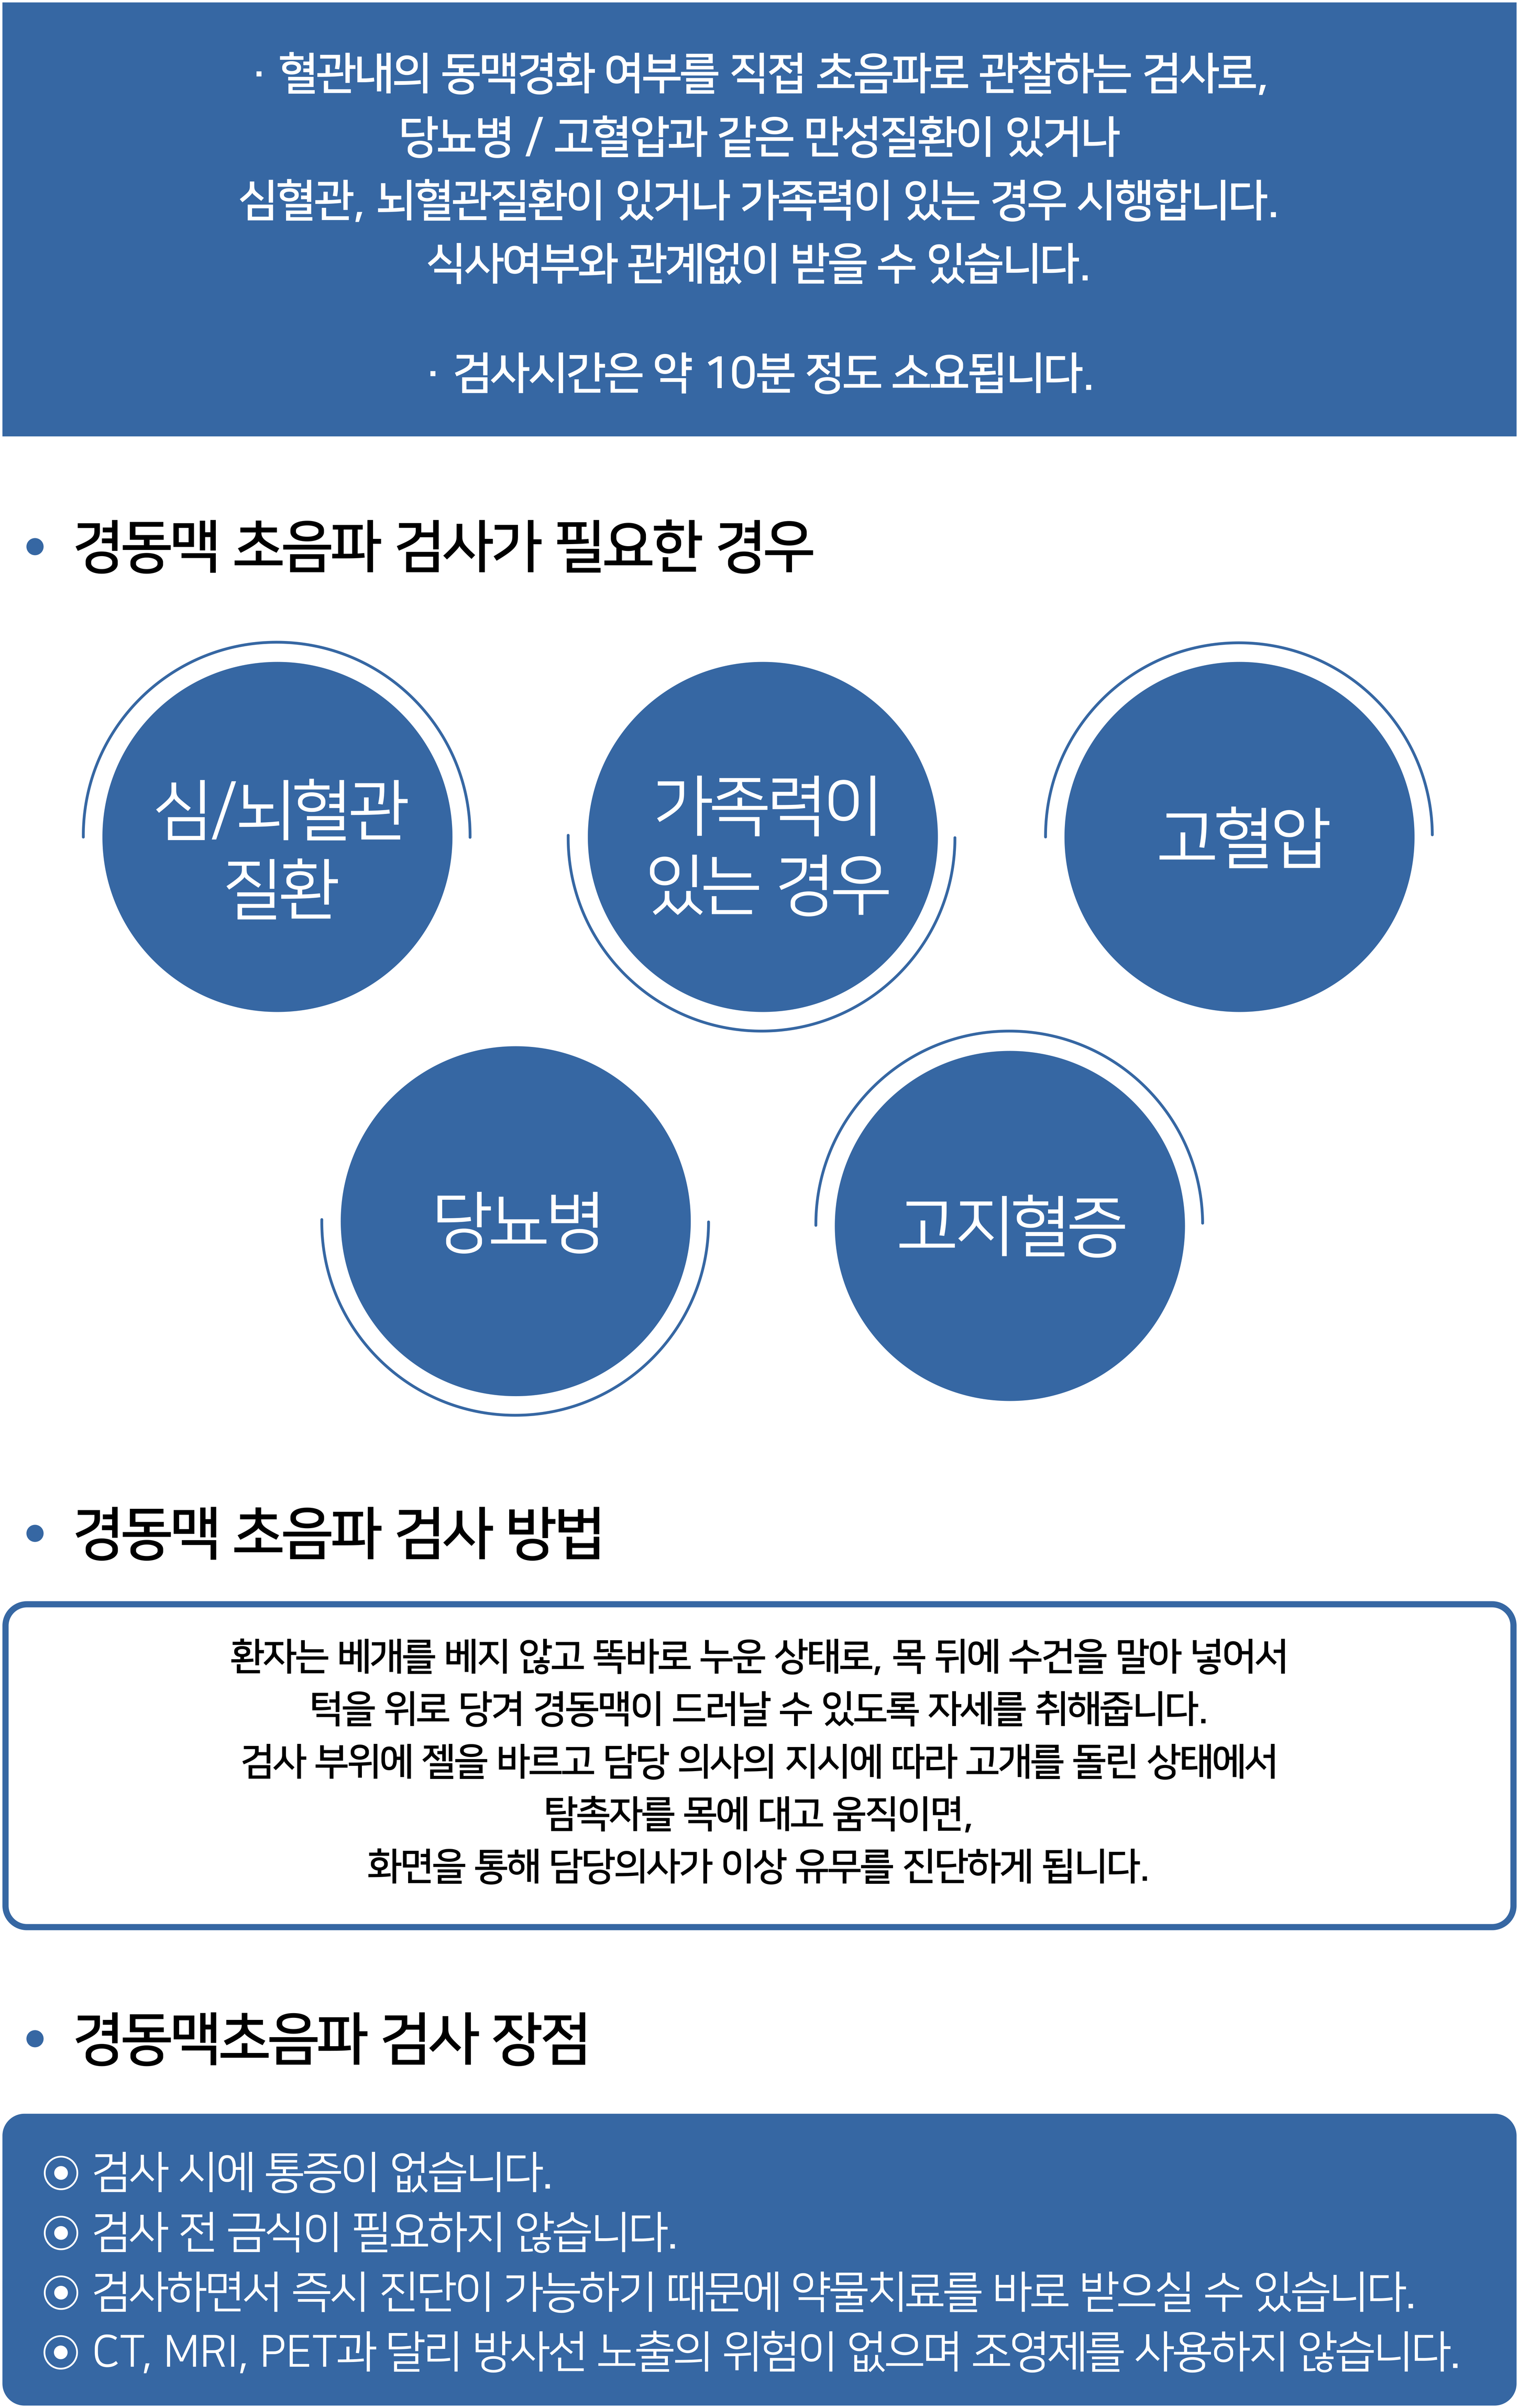 · 혈관내의 동맥경화 여부를 직접 초음파로 관찰하는 검사로,
당뇨병 / 고혈압과 같은 만성질환이 있거나
심혈관, 뇌혈관질환이 있거나 가족력이 있는 경우 시행합니다.
식사여부와 관계없이 받을 수 있습니다.
· 검사시간은 약 10분 정도 소요됩니다.
• 경동맥 초음파 검사가 필요한 경우
심/뇌혈관
질환
가족력이
있는 경우
고혈압
당뇨병
고지혈증
• 경동맥 초음파 검사 방법
환자는 베개를 베지 않고 똑바로 누운 상태로, 목 뒤에 수건을 말아 넣어서
턱을 위로 당겨 경동맥이 드러날 수 있도록 자세를 취해줍니다.
검사 부위에 젤을 바르고 담당 의사의 지시에 따라 고개를 돌린 상태에서
탐촉자를 목에 대고 움직이면,
화면을 통해 담당의사가 이상 유무를 진단하게 됩니다.
• 경동맥초음파 검사 장점
⦿ 검사 시에 통증이 없습니다.
⦿ 검사 전 금식이 필요하지 않습니다.
⦿ 검사하면서 즉시 진단이 가능하기 때문에 약물치료를 바로 받으실 수 있습니다.
⦿ CT, MRI, PET과 달리 방사선 노출의 위험이 없으며 조영제를 사용하지 않습니다.